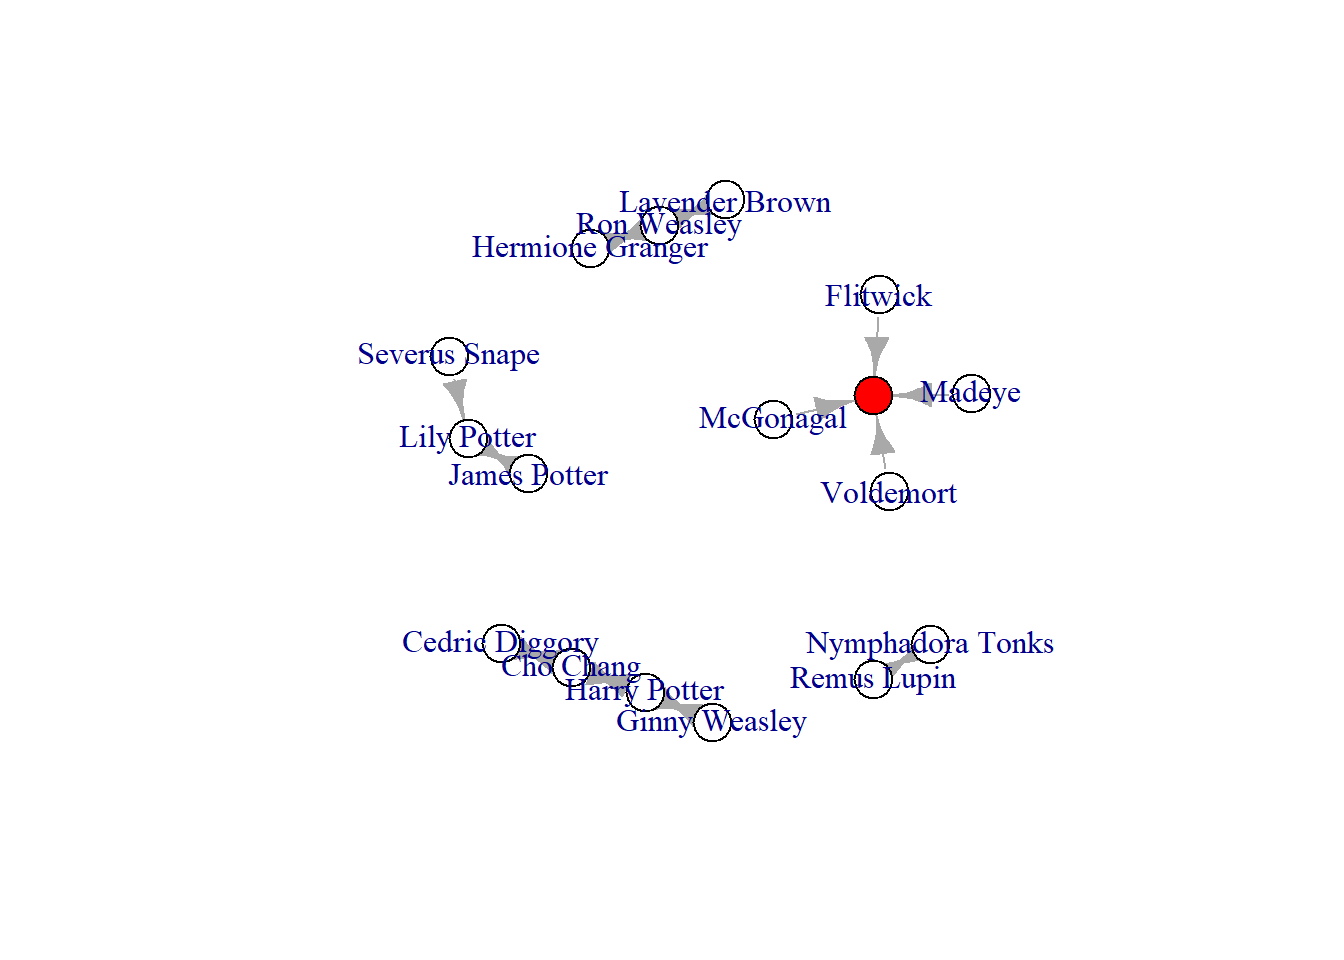 Lavender Brown
Ron Weasley
Hermione Granger
Flitwick
Severus Snape
Madeye
McGonagal
Lily Potter
James Potter
Voldemort
Cedric Diggory
Nymphadora Tonks
Cho Chang
Remus Lupin
Harry Potter
Ginny Weasley